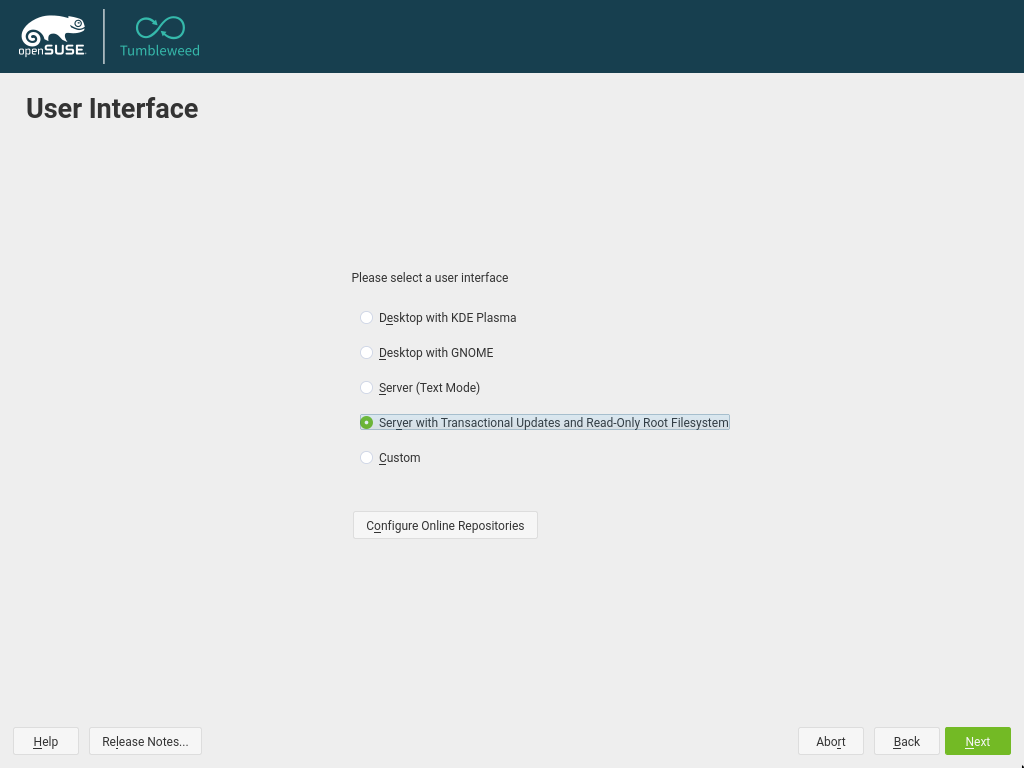 openSUSE
Tumbleweed
User Interface
Please select a user interface
Desktop with KDE Plasma
Desktop with GNOME
Server (Text Mode)
Server with Transactional Updates and Read-Only Root Filesystem
Custom
Configure Online Repositories
Help Release Notes... Abort Back Next